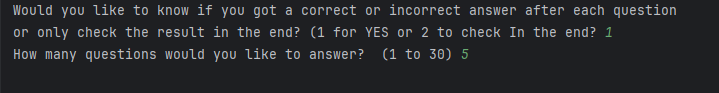 Would you like to know if you got a correct or incorrect answer after each question
or only check the result in the end? (1 for YES or 2 to check In the end? 1
How many questions would you like to answer?  (1 to 30) 5